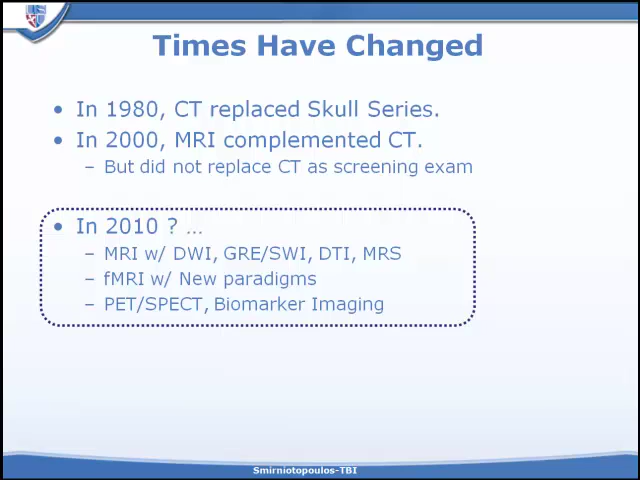 Times Have Changed
• In 1980, CT replaced Skull Series.
• In 2000, MRI complemented CT.
– But did not replace CT as screening exam
• In 2010 ? …
– MRI w/ DWI, GRE/SWI, DTI, MRS
– fMRI w/ New paradigms
– PET/SPECT, Biomarker Imaging
Smirniotopoulos-TBI